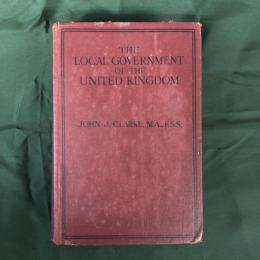 THE
LOCAL GOVERNMENT
OF THE
UNITED KINGDOM
JOHN J. CLARKE, M.A., F.S.S.